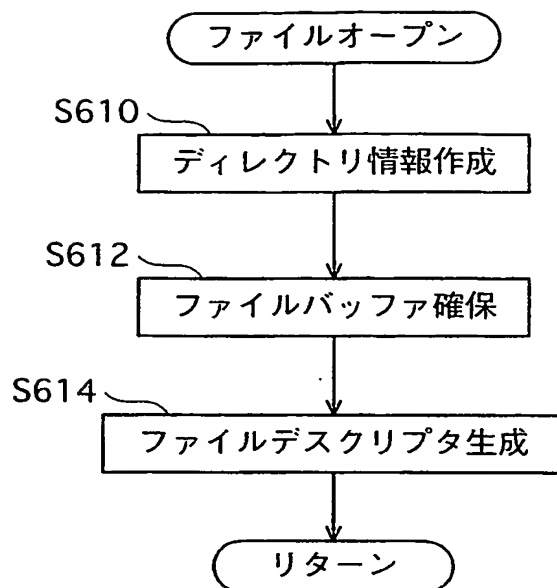 ファイルオープン
S610
ディレクトリ情報作成
S612
ファイルバッファ確保
S614
ファイルデスクリプタ生成
リターン